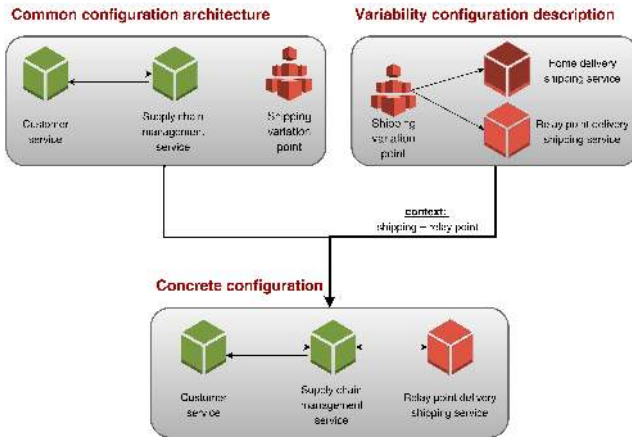 Common configuration architecture
Variability configuration description
Customer
service
Supply chain
management
service
Shipping
variation
point
Shipping
variation
point
Home delivery
shipping service
Relay point delivery
shipping service
context:
shipping = relay point
Concrete configuration
Customer
service
Supply chain
management
service
Relay point delivery
shipping service